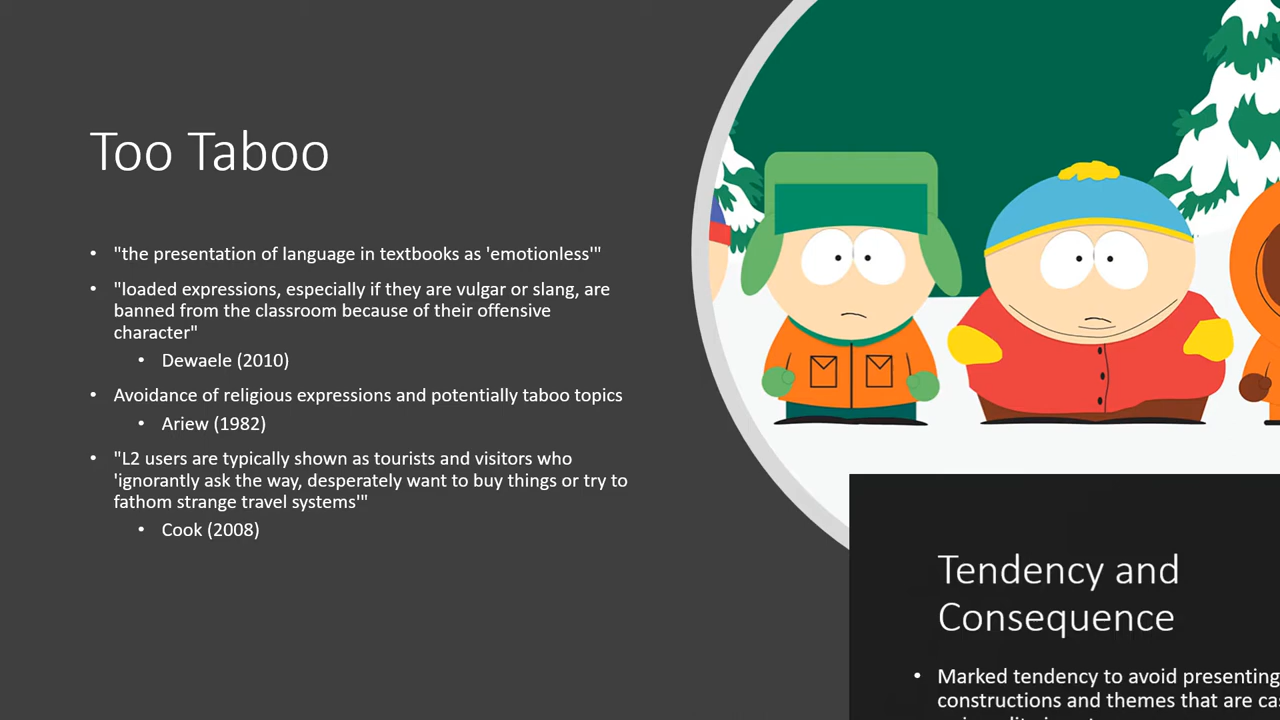 Too Taboo
• "the presentation of language in textbooks as 'emotionless'"
• "loaded expressions, especially if they are vulgar or slang, are
banned from the classroom because of their offensive
character"
• Dewaele (2010)
• Avoidance of religious expressions and potentially taboo topics
• Ariew (1982)
• "L2 users are typically shown as tourists and visitors who
'ignorantly ask the way, desperately want to buy things or try to
fathom strange travel systems'"
• Cook (2008)
Tendency and
Consequence
• Marked tendency to avoid presenting
constructions and themes that are